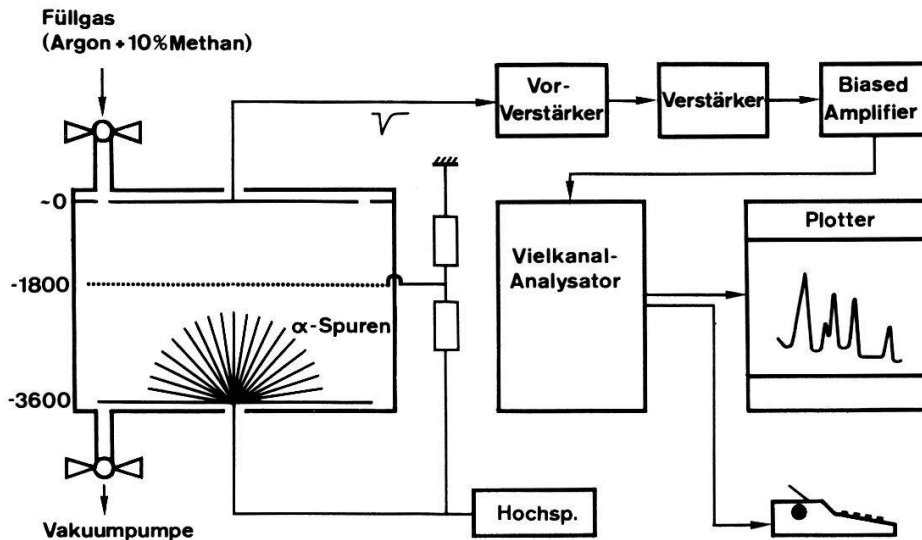 Füllgas
(Argon + 10% Methan)
Vor-
Verstärker
Verstärker
Biased
Amplifier
~0
-1800
-3600
α-Spuren
Vielkanal-
Analysator
Plotter
Hochsp.
Vakuumpumpe